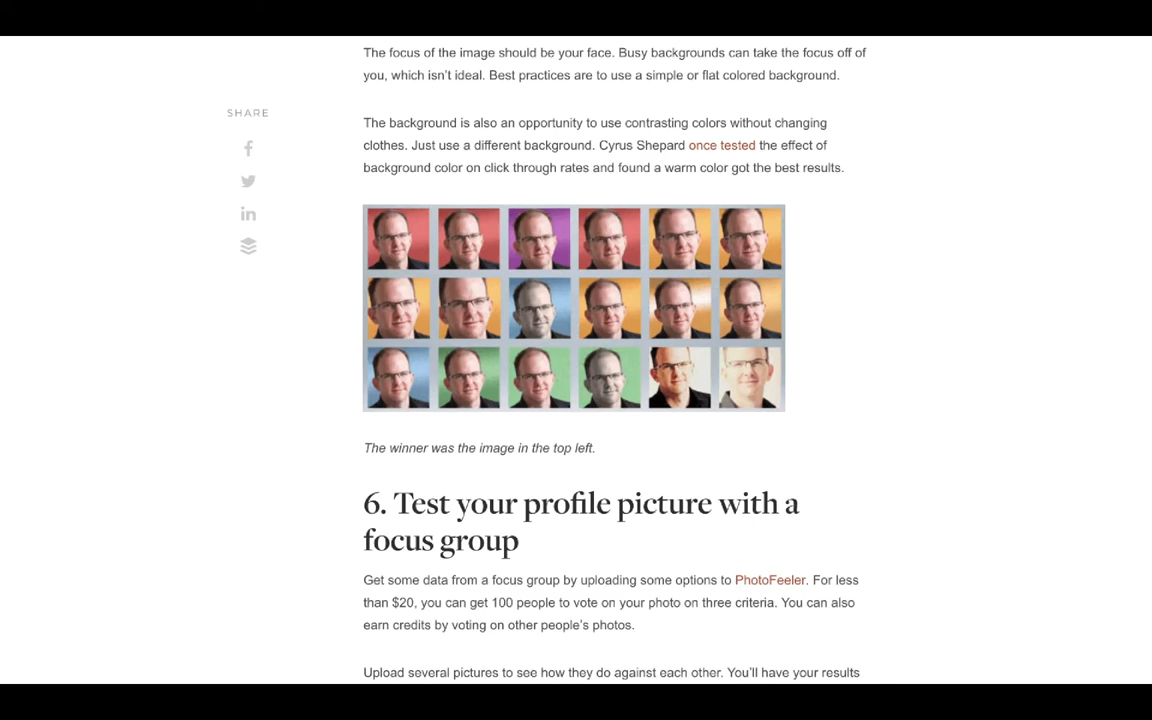 The focus of the image should be your face. Busy backgrounds can take the focus off of
you, which isn't ideal. Best practices are to use a simple or flat colored background.
SHARE
The background is also an opportunity to use contrasting colors without changing
clothes. Just use a different background. Cyrus Shepard once tested the effect of
background color on click through rates and found a warm color got the best results.
The winner was the image in the top left.
6. Test your profile picture with a
focus group
Get some data from a focus group by uploading some options to PhotoFeeler. For less
than $20, you can get 100 people to vote on your photo on three criteria. You can also
earn credits by voting on other people's photos.
Upload several pictures to see how they do against each other. You'll have your results